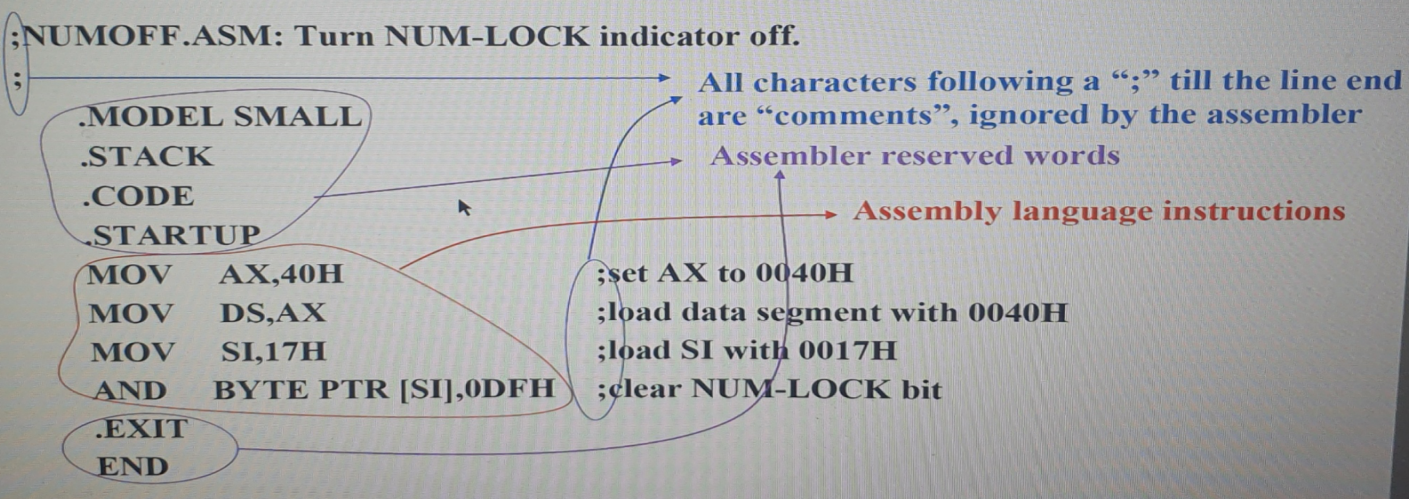 ;NUMOFF.ASM: Turn NUM-LOCK indicator off.
;
All characters following a “;” till the line end
are “comments”, ignored by the assembler
.MODEL SMALL
.STACK
Assembler reserved words
.CODE
Assembly language instructions
.STARTUP
MOV AX,40H ;set AX to 0040H
MOV DS,AX ;load data segment with 0040H
MOV SI,17H ;load SI with 0017H
AND BYTE PTR [SI],0DFH ;clear NUM-LOCK bit
.EXIT
END